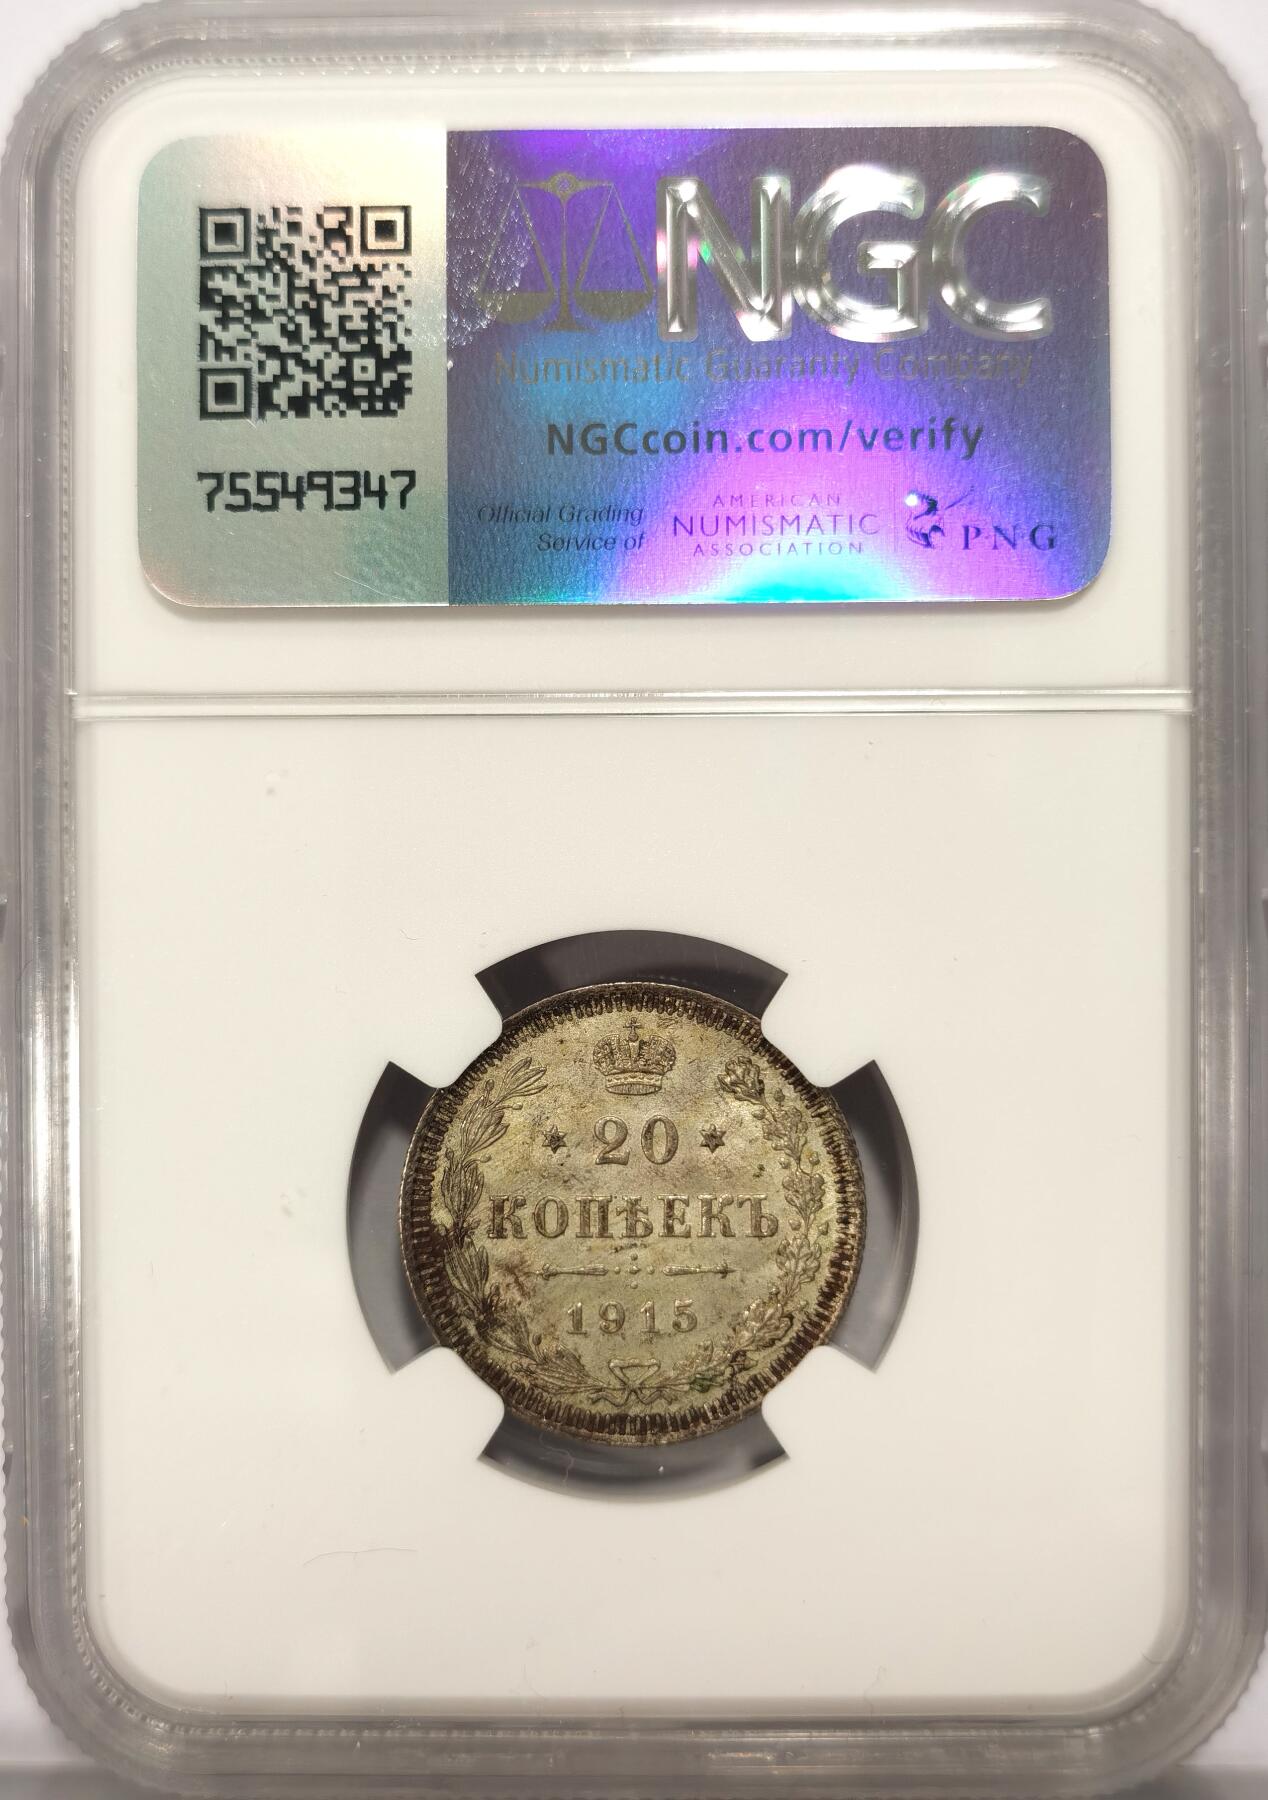 NGC
Numismatic Guaranty Company
NGCcoin.com/verify
75549347
Official Grading
Service of
AMERICAN
NUMISMATIC
ASSOCIATION
PNG
20
КОПѢЕКЪ
1915